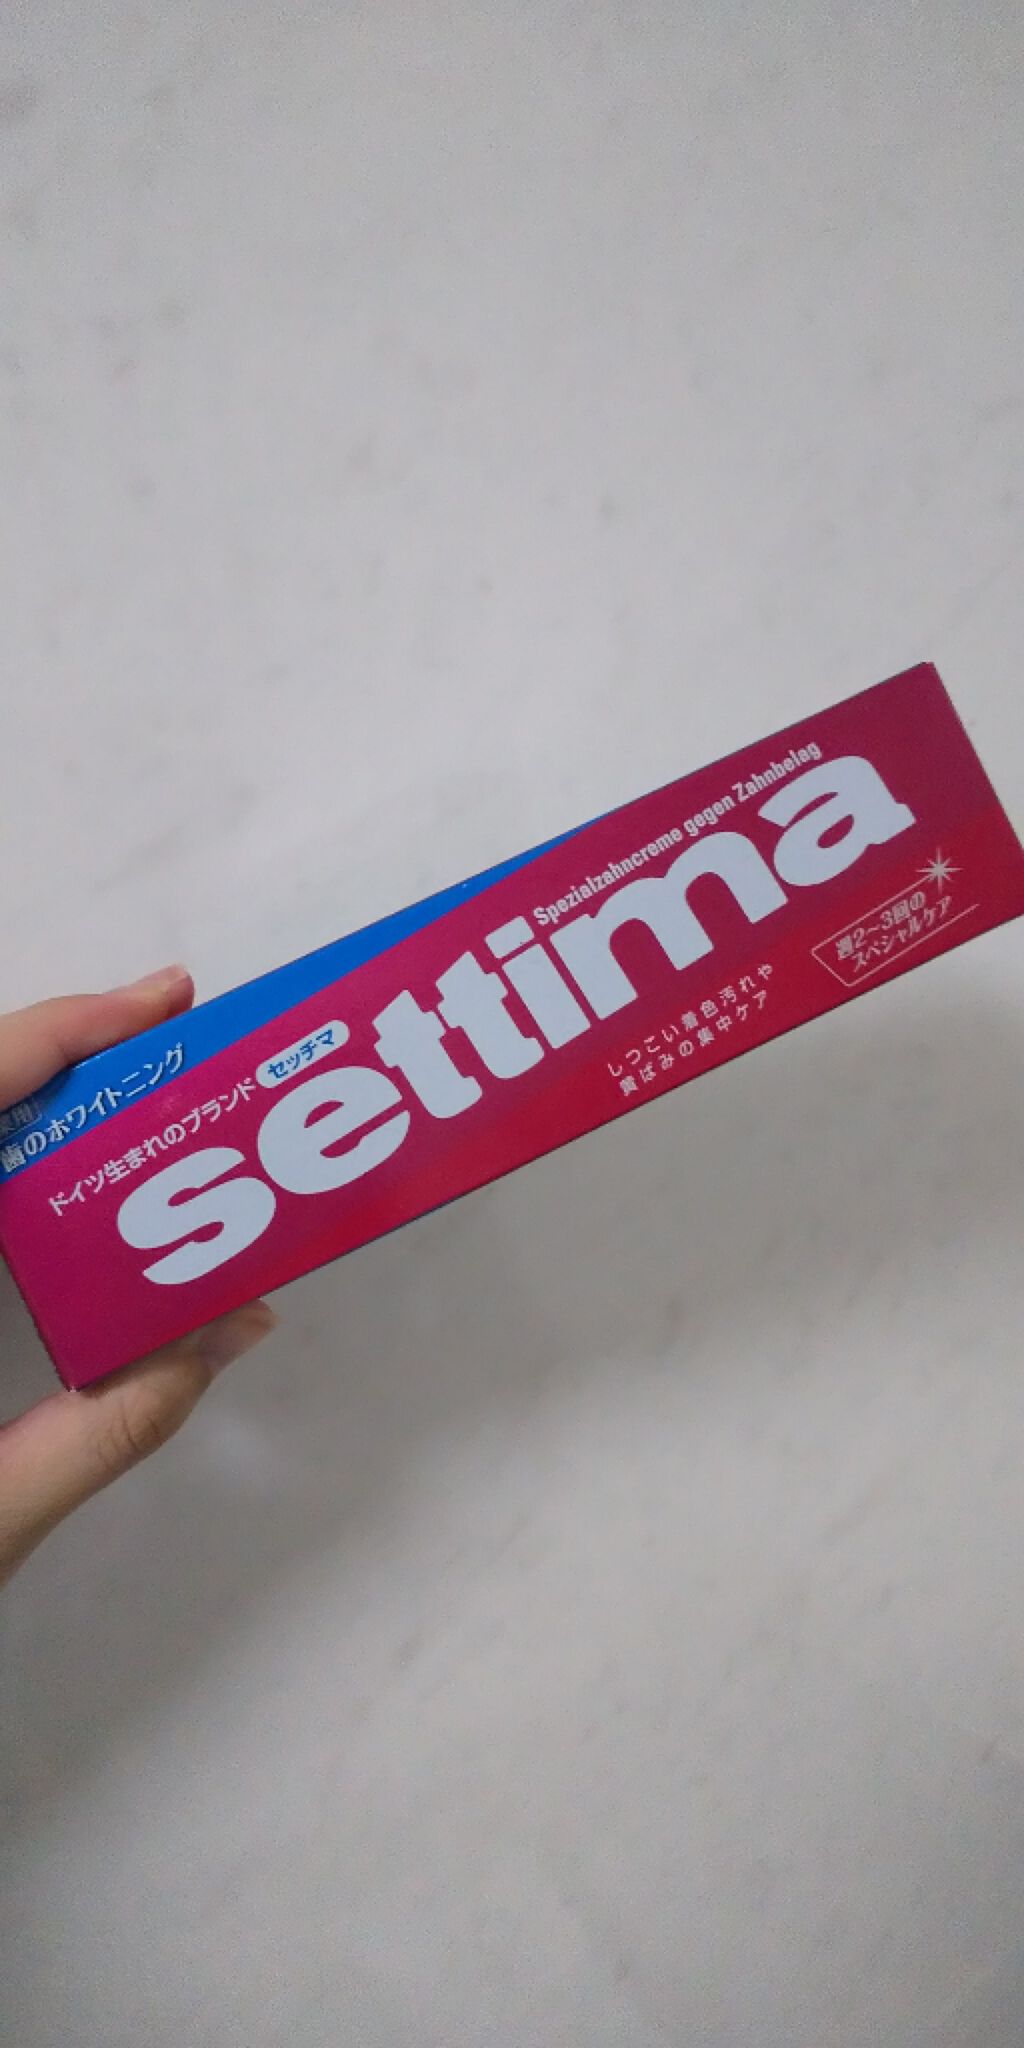 薬用
歯のホワイトニング
ドイツ生まれのブランド セッチマ
Spezialzahncreme gegen Zahnbelag
settima
しつこい着色汚れや
黄ばみの集中ケア
週2～3回の
スペシャルケア